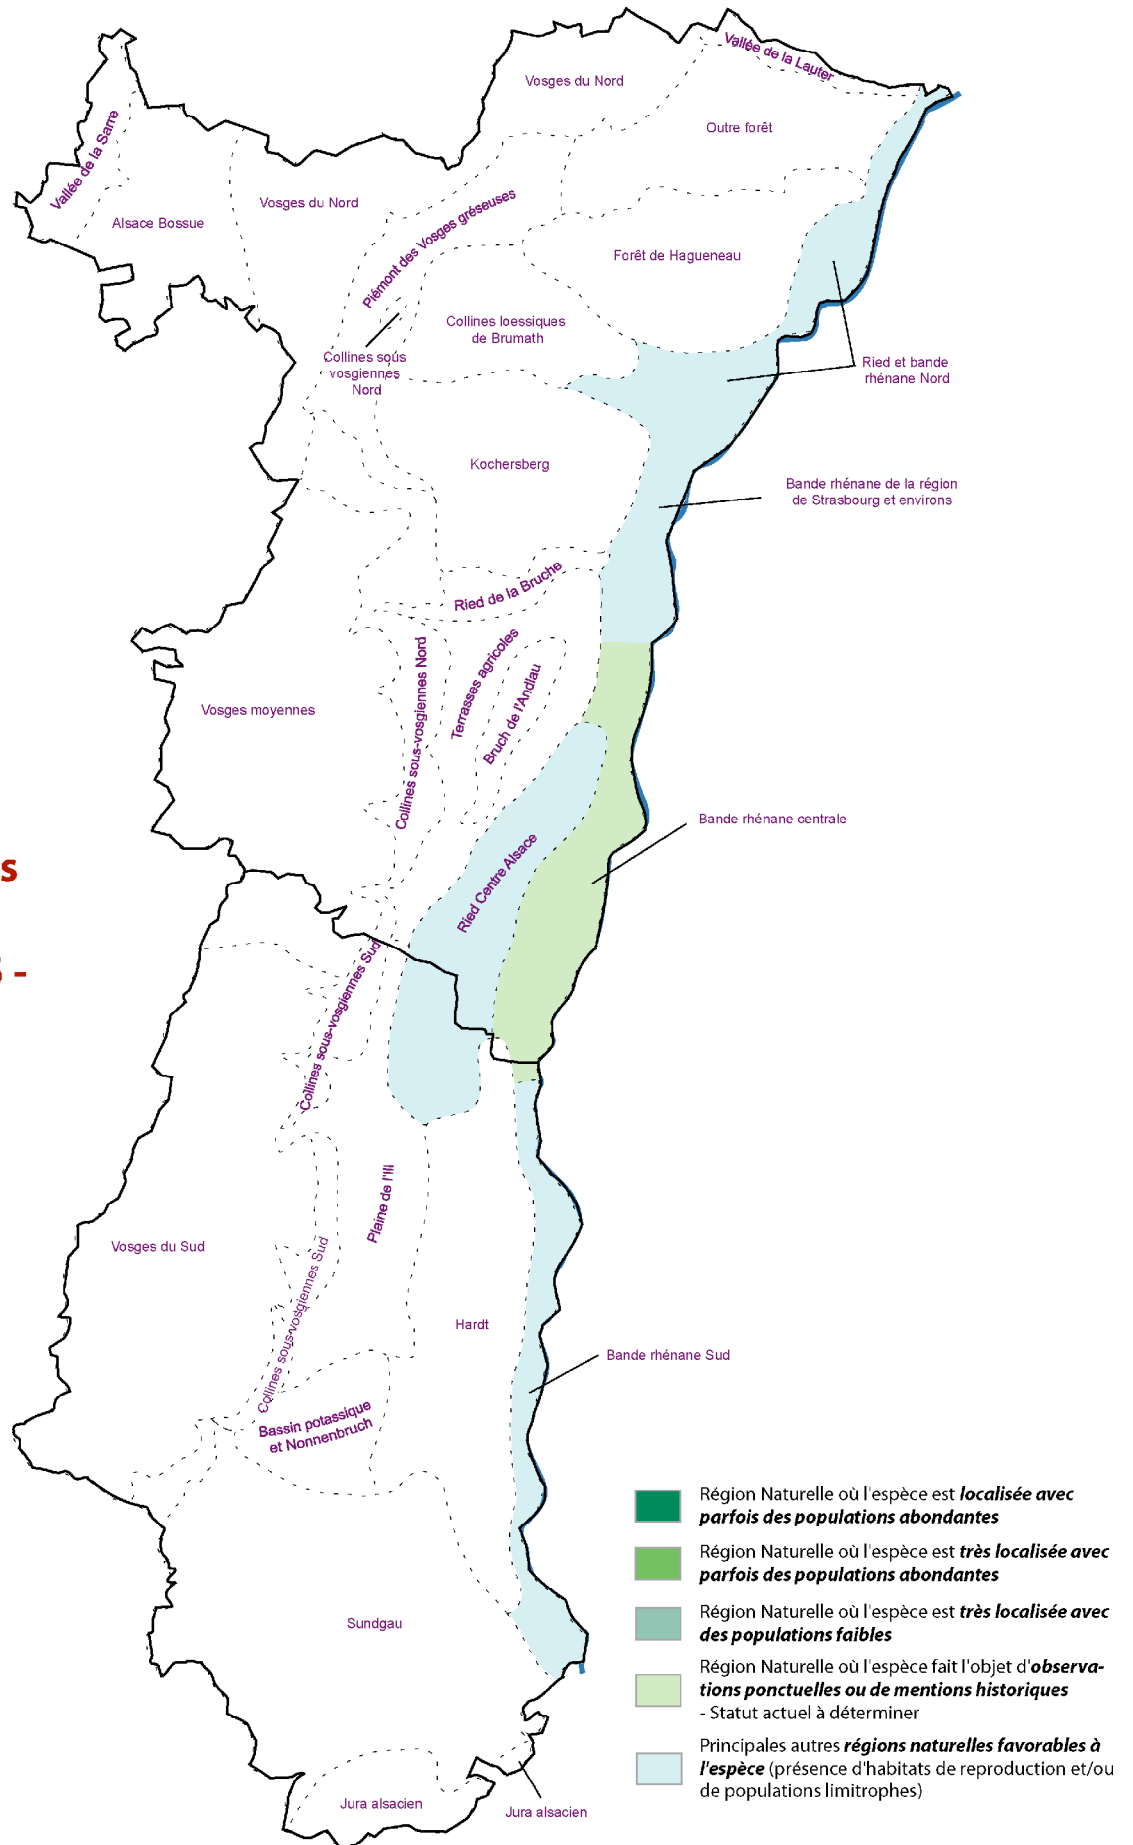 Vallée de la Lauter
Vosges du Nord
Outre forêt
Vallée de la Sarre
Alsace Bossue
Vosges du Nord
Piémont des Vosges gréseuses
Forêt de Hagueneau
Collines loessiques
de Brumath
Collines sous
vosgiennes
Nord
Ried et bande
rhénane Nord
Kochersberg
Bande rhénane de la région
de Strasbourg et environs
Ried de la Bruche
Collines sous-vosgiennes Nord
Terrasses agricoles
Bruch de l'Andlau
Vosges moyennes
Bande rhénane centrale
s
Ried Centre Alsace
-
Collines sous-vosgiennes Sud
Plaine de l'Ill
Vosges du Sud
Collines sous-vosgiennes Sud
Hardt
Bande rhénane Sud
Bassin potassique
et Nonnenbruch
Sundgau
Jura alsacien
Jura alsacien
Région Naturelle où l'espèce est localisée avec
parfois des populations abondantes
Région Naturelle où l'espèce est très localisée avec
parfois des populations abondantes
Région Naturelle où l'espèce est très localisée avec
des populations faibles
Région Naturelle où l'espèce fait l'objet d'observa-
tions ponctuelles ou de mentions historiques
- Statut actuel à déterminer
Principales autres régions naturelles favorables à
l'espèce (présence d'habitats de reproduction et/ou
de populations limitrophes)